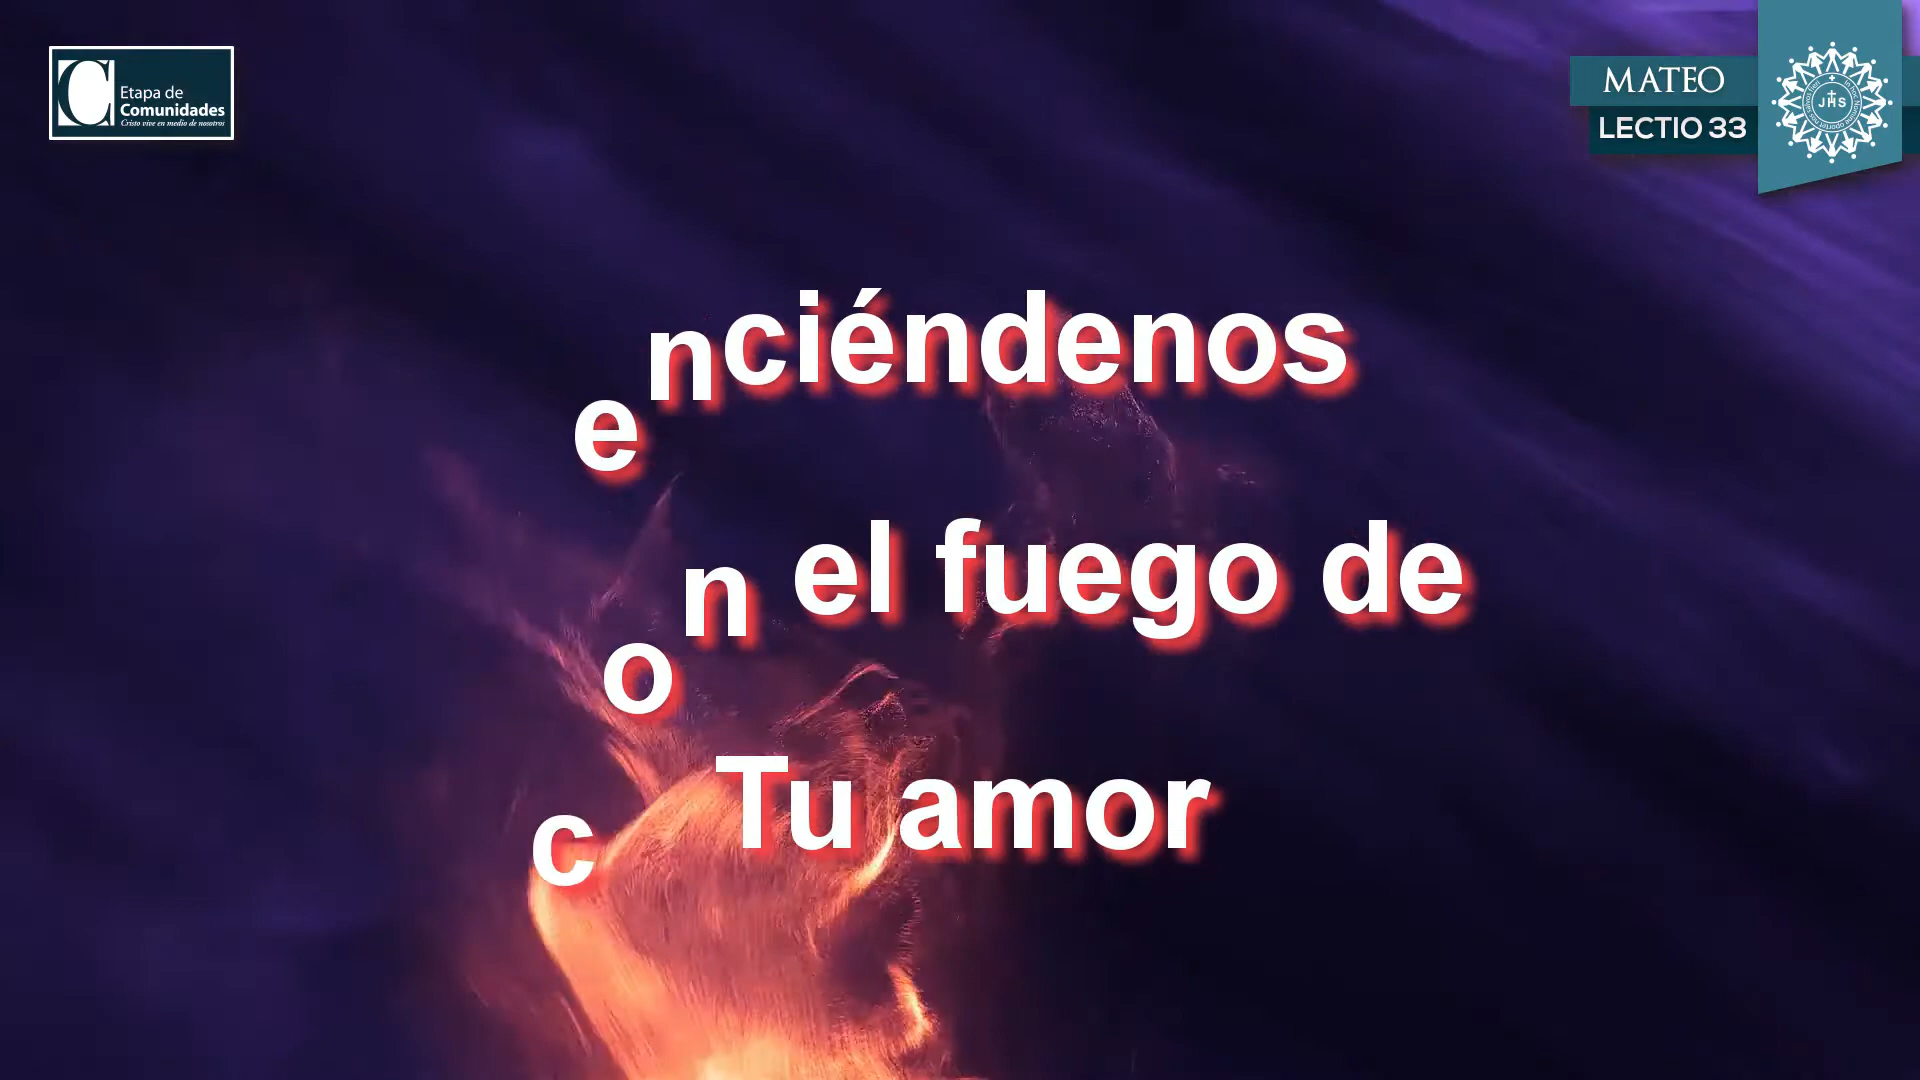 Etapa de
Comunidades
Cristo vive en medio de nosotros
MATEO
LECTIO 33
JHS
enciéndenos
con el fuego de
c Tu amor